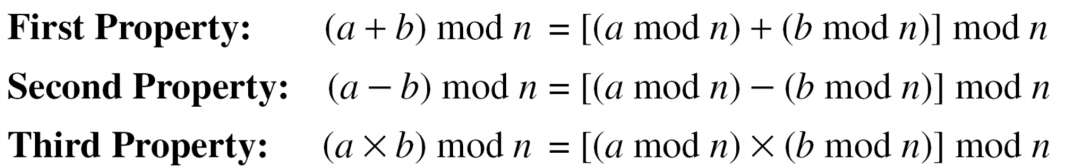 First Property: (a + b) mod n = [(a mod n) + (b mod n)] mod n
Second Property: (a − b) mod n = [(a mod n) − (b mod n)] mod n
Third Property: (a × b) mod n = [(a mod n) × (b mod n)] mod n